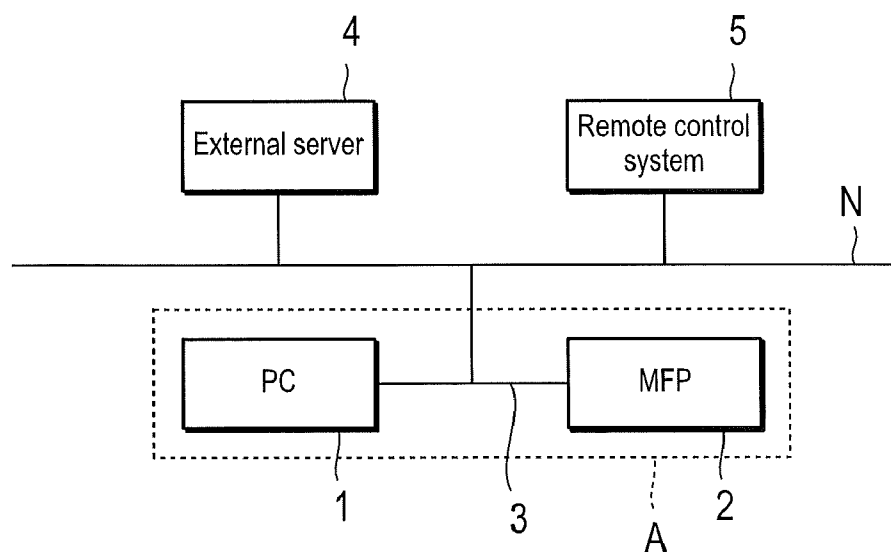 4
5
External server
Remote control
system
N
PC
MFP
1
3
2
A